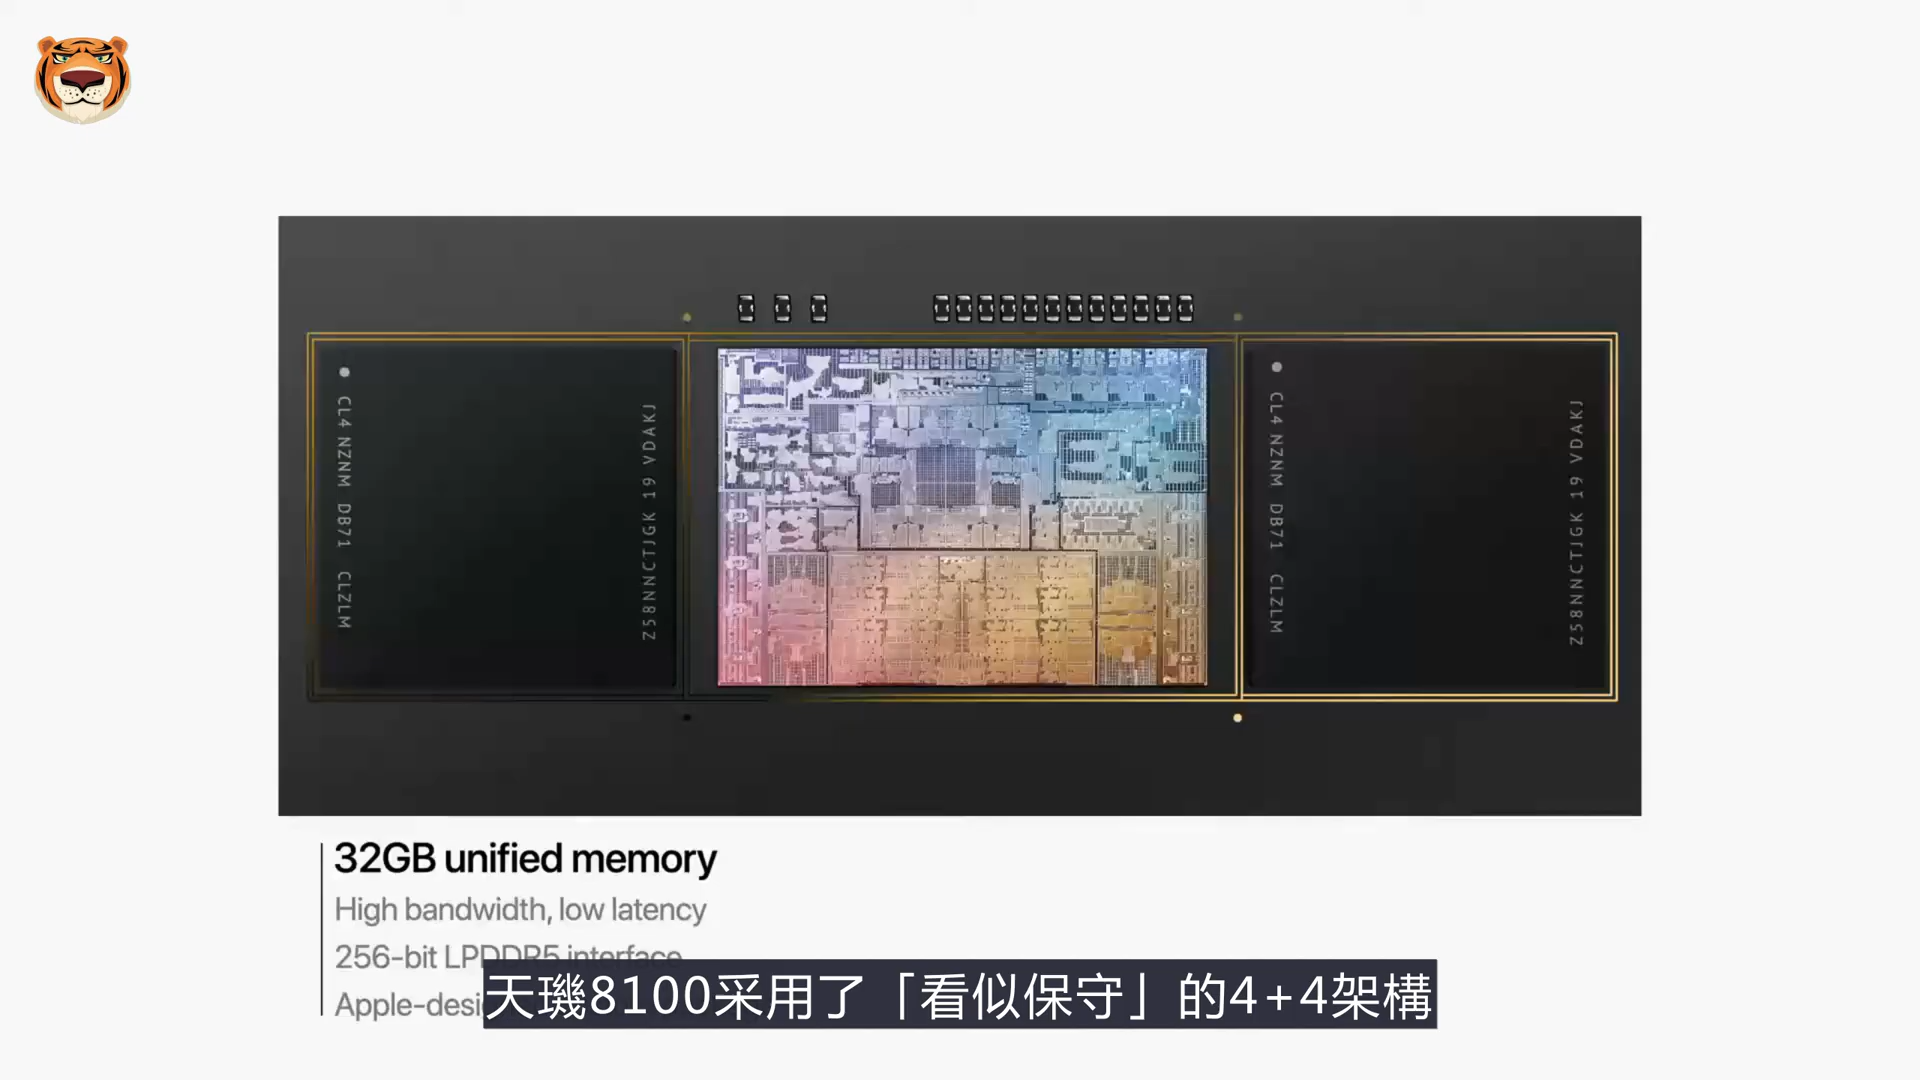 CL4 NZNM DB71 CLZLM
Z58NNCTJGK 19 VDAKJ
CL4 NZNM DB71 CLZLM
Z58NNCTJGK 19 VDAKJ
32GB unified memory
High bandwidth, low latency
256-bit LPDDR5 interface
Apple-desi
天璣8100采用了「看似保守」的4+4架構